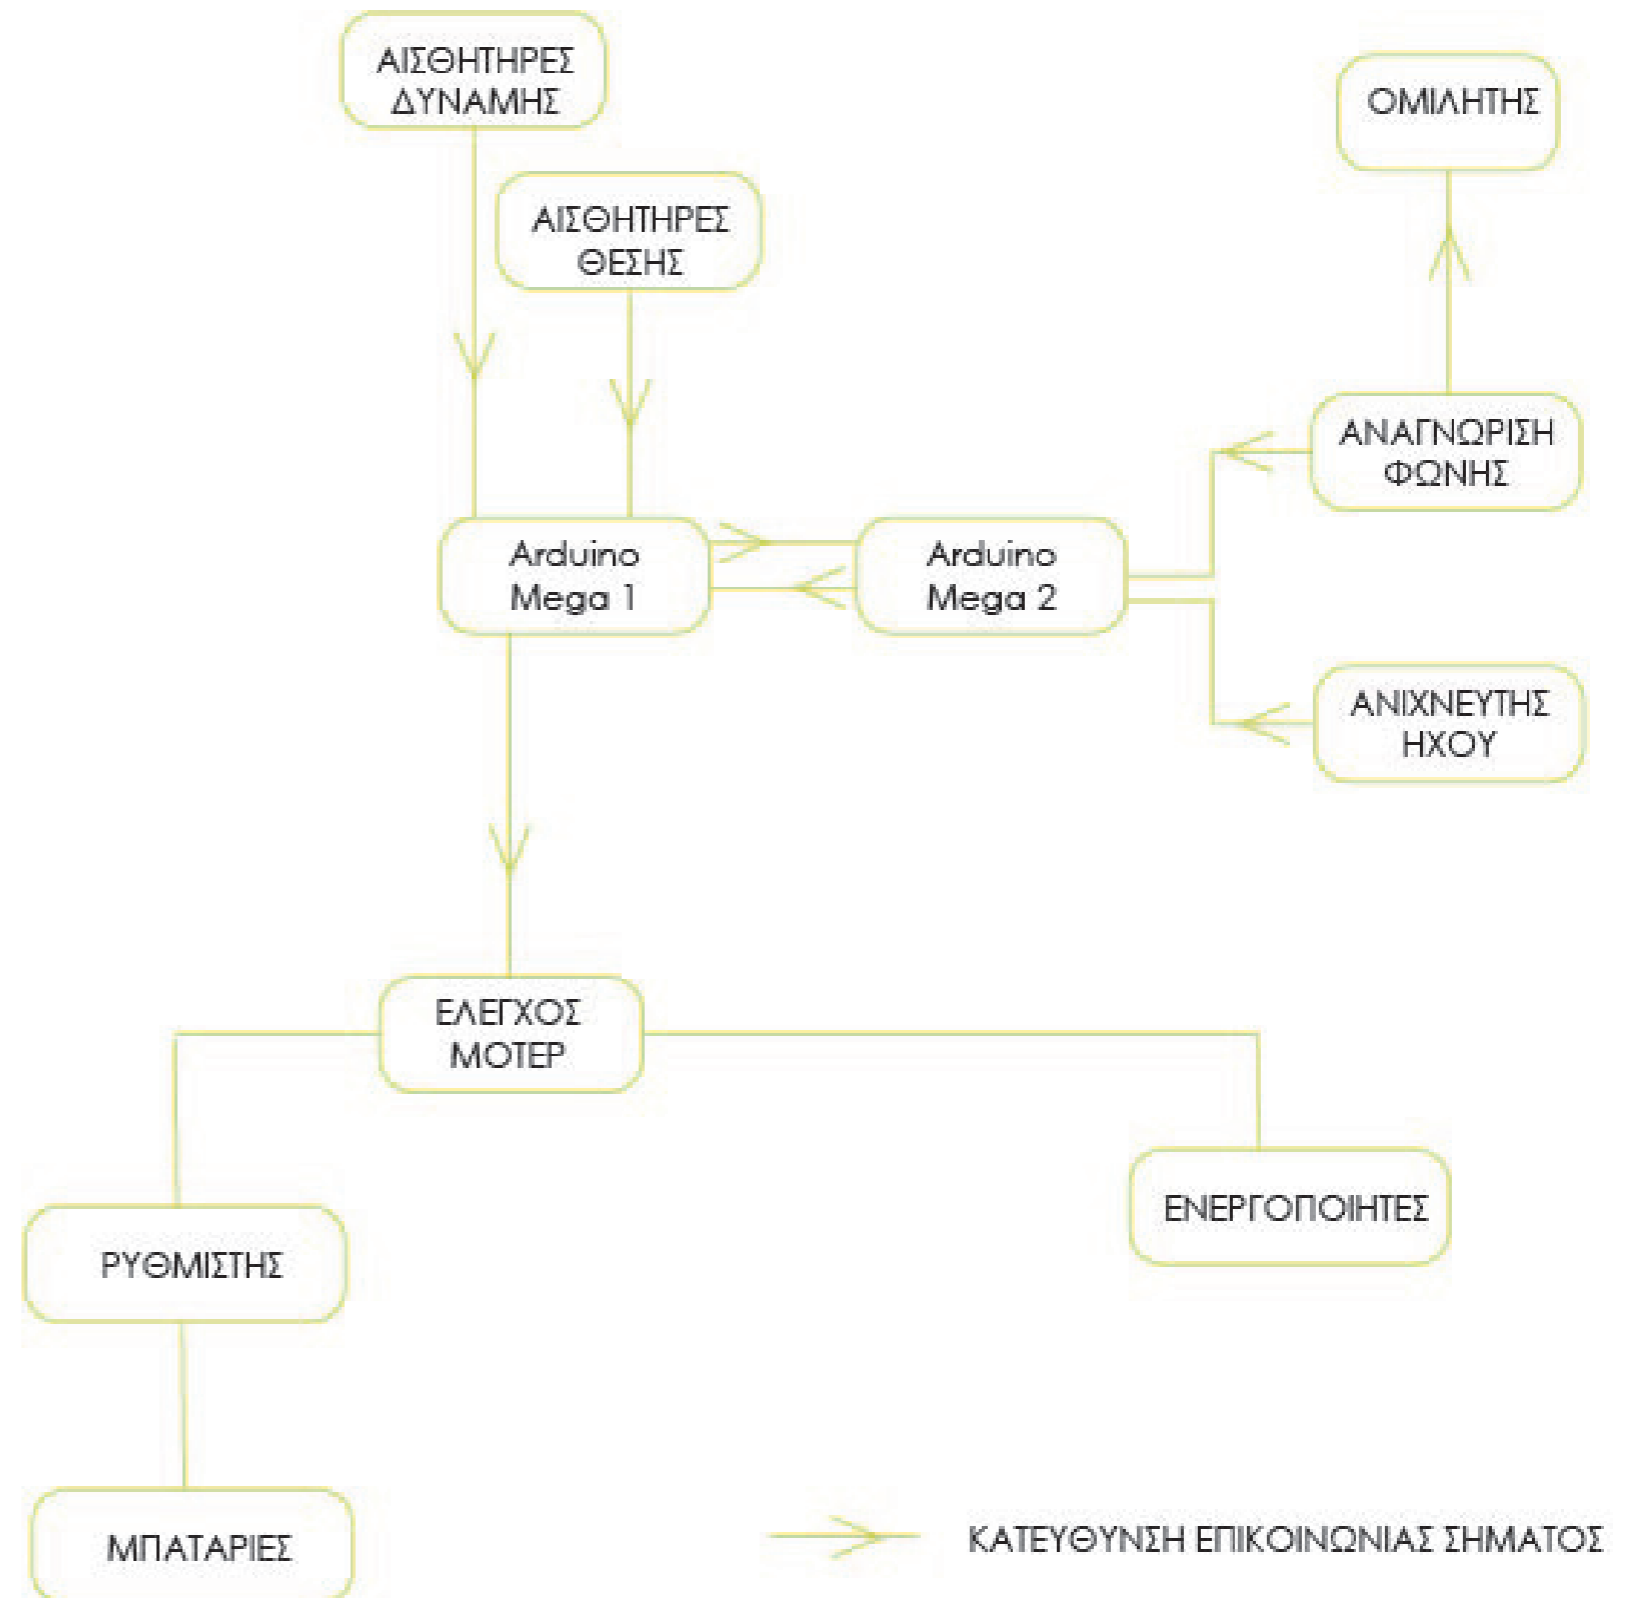 ΑΙΣΘΗΤΗΡΕΣ
ΔΥΝΑΜΗΣ
ΟΜΙΛΗΤΗΣ
ΑΙΣΘΗΤΗΡΕΣ
ΘΕΣΗΣ
ΑΝΑΓΝΩΡΙΣΗ
ΦΩΝΗΣ
Arduino
Mega 1
Arduino
Mega 2
ΑΝΙΧΝΕΥΤΗΣ
ΗΧΟΥ
ΕΛΕΓΧΟΣ
ΜΟΤΕΡ
ΕΝΕΡΓΟΠΟΙΗΤΕΣ
ΡΥΘΜΙΣΤΗΣ
ΜΠΑΤΑΡΙΕΣ
ΚΑΤΕΥΘΥΝΣΗ ΕΠΙΚΟΙΝΩΝΙΑΣ ΣΗΜΑΤΟΣ